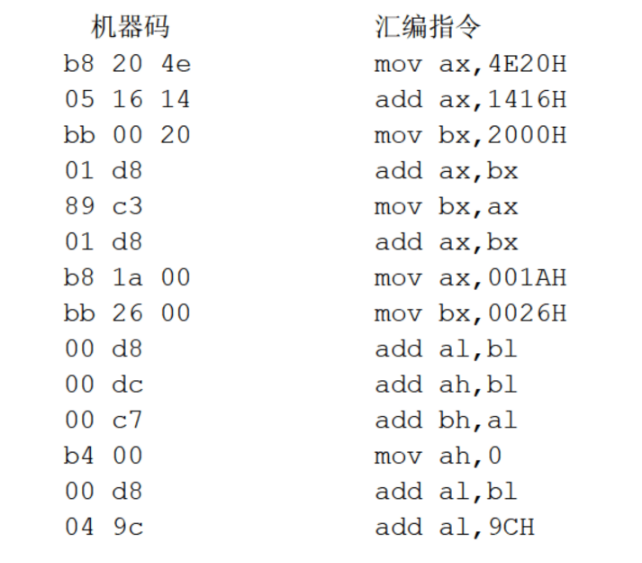 机器码 汇编指令
b8 20 4e mov ax,4E20H
05 16 14 add ax,1416H
bb 00 20 mov bx,2000H
01 d8 add ax,bx
89 c3 mov bx,ax
01 d8 add ax,bx
b8 1a 00 mov ax,001AH
bb 26 00 mov bx,0026H
00 d8 add al,bl
00 dc add ah,bl
00 c7 add bh,al
b4 00 mov ah,0
00 d8 add al,bl
04 9c add al,9CH